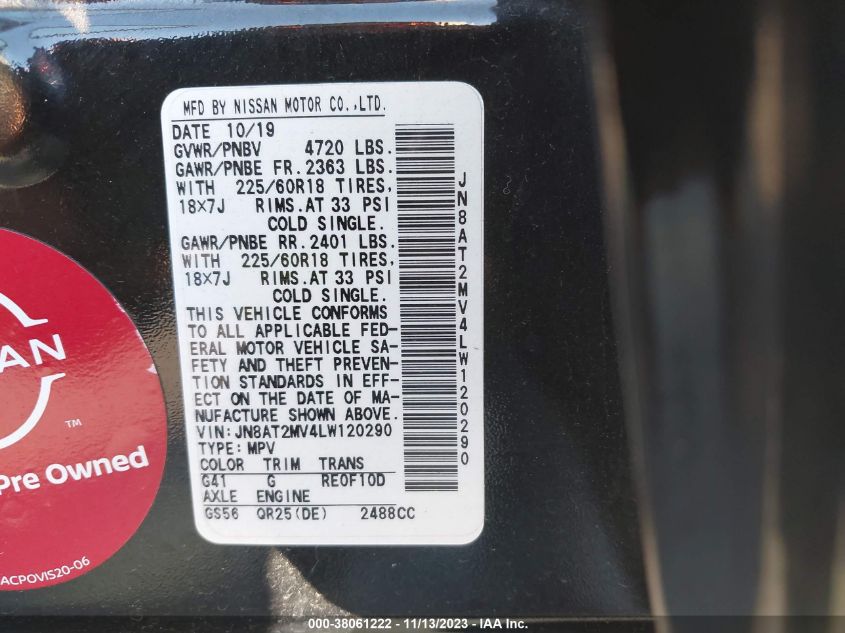 MFD BY NISSAN MOTOR CO.,LTD.
DATE 10/19
GVWR/PNBV 4720 LBS.
GAWR/PNBE FR. 2363 LBS.
WITH 225/60R18 TIRES,
18×7J RIMS.AT 33 PSI
COLD SINGLE.
GAWR/PNBE RR. 2401 LBS.
WITH 225/60R18 TIRES,
18×7J RIMS.AT 33 PSI
COLD SINGLE.
THIS VEHICLE CONFORMS
TO ALL APPLICABLE FED-
ERAL MOTOR VEHICLE SA-
FETY AND THEFT PREVEN-
TION STANDARDS IN EFF-
ECT ON THE DATE OF MA-
NUFACTURE SHOWN ABOVE.
VIN:JN8AT2MV4LW120290
TYPE:MPV
COLOR TRIM TRANS
G41 G RE0F10D
AXLE ENGINE
GS56 QR25(DE) 2488CC
JN8AT2MV4LW120290
SSAN
TM
Pre Owned
ACPOVIS20-06
000-38061222 - 11/13/2023 - IAA Inc.